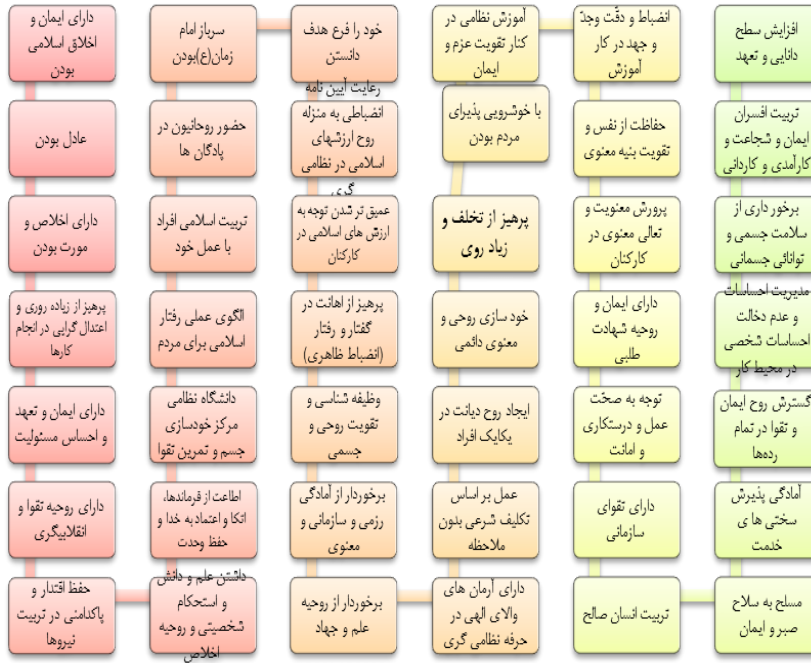 افزایش سطح
دانایی و تعهد
تربیت افسران
ایمان و شجاعت و
کارآمدی و کاردانی
برخور داری از
سلامت جسمی و
توانائی جسمانی
مدیریت احساسات
و عدم دخالت
احساسات شخصی
در محیط کار
گسترش روح ایمان
و تقوا در تمام
رده‌ها
آمادگی پذیرش
سختی ها ی
خدمت
مسلح به سلاح
صبر و ایمان
انضباط و دقّت وجدّ
و جهد در کار
آموزش
حفاظت از نفس و
تقویت بنیه معنوی
پرورش معنویت و
تعالی معنوی در
کارکنان
دارای ایمان و
روحیه شهادت
طلبی
توجه به صحّت
عمل و درستکاری
و امانت
دارای تقوای
سازمانی
تربیت انسان صالح
آموزش نظامی در
کنار تقویت عزم و
ایمان
با خوشرویی پذیرای
مردم بودن
پرهیز از تخلف و
زیاد روی
خود سازی روحی و
معنوی دائمی
ایجاد روح دیانت در
یکایک افراد
عمل بر اساس
تکلیف شرعی بدون
ملاحظه
دارای آرمان های
والای الهی در
حرفه نظامی گری
خود را فرع هدف
دانستن
رعایت آیین نامه
انضباطی به منزله
روح ارزشهای
اسلامی در نظامی
گری
عمیق تر شدن توجه به
ارزش های اسلامی در
کارکنان
پرهیز از اهانت در
گفتار و رفتار
(انضباط ظاهری)
وظیفه شناسی و
تقویت روحی و
جسمی
برخوردار از آمادگی
رزمی و سازمانی و
معنوی
برخوردار از روحیه
علم و جهاد
سرباز امام
زمان(ع)بودن
حضور روحانیون در
پادگان ها
تربیت اسلامی افراد
با عمل خود
الگوی عملی رفتار
اسلامی برای مردم
دانشگاه نظامی
مرکز خودسازی
جسم و تمرین تقوا
اطاعت از فرماندها،
اتکا و اعتماد به خدا و
حفظ وحدت
داشتن علم و دانش
و استحکام
شخصیتی و روحیه
اخلاص
دارای ایمان و
اخلاق اسلامی
بودن
عادل بودن
دارای اخلاص و
مورت بودن
پرهیز از زیاده روری و
اعتدال گرایی در انجام
کارها
دارای ایمان و تعهد
و احساس مسئولیت
دارای روحیه تقوا و
انقلابیگری
حفظ اقتدار و
پاکدامنی در تربیت
نیروها